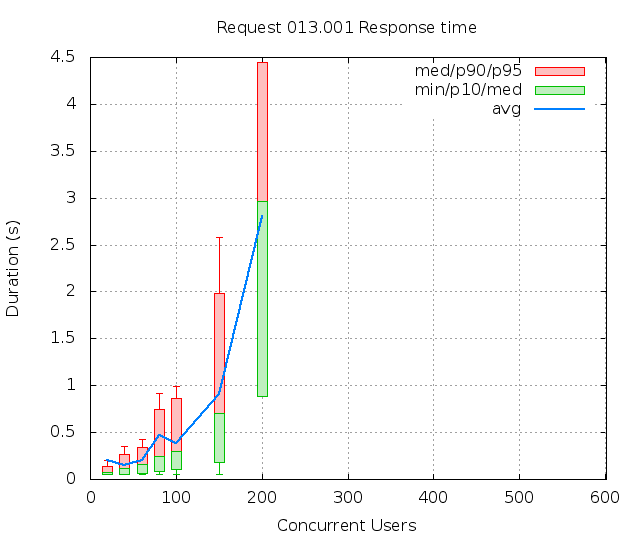 Request 013.001 Response time
med/p90/p95
min/p10/med
avg
4.5
4
3.5
3
2.5
2
1.5
1
0.5
0
0 100 200 300 400 500 600
Duration (s)
Concurrent Users